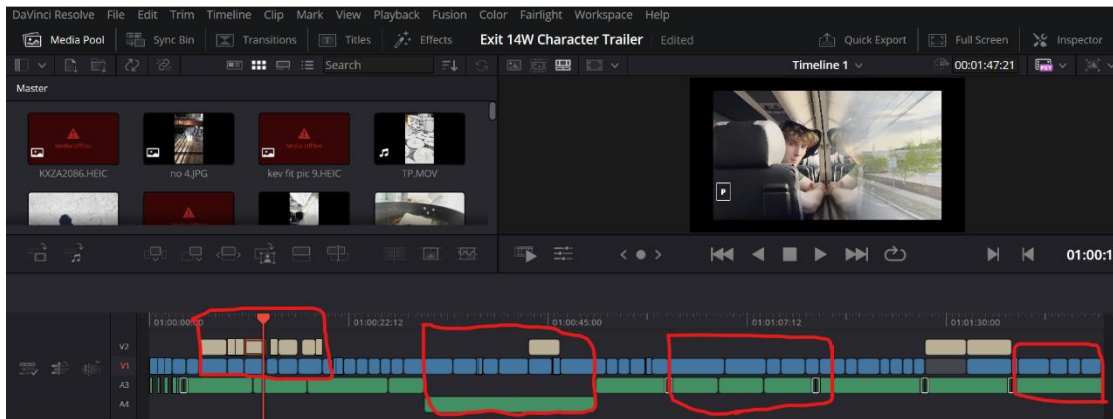 DaVinci Resolve File Edit Trim Timeline Clip Mark View Playback Fusion Color Fairlight Workspace Help
Media Pool Sync Bin Transitions Titles Effects Exit 14W Character Trailer Edited Quick Export Full Screen Inspector
Search Timeline 1 00:01:47:21
Master
Media Offline Media Offline
KXZA2086.HEIC no 4.JPG kev fit pic 9.HEIC TP.MOV
P
01:00:1
01:00:00:00 01:00:22:12 01:00:45:00 01:01:07:12 01:01:30:00
V2
V1
A3
A4